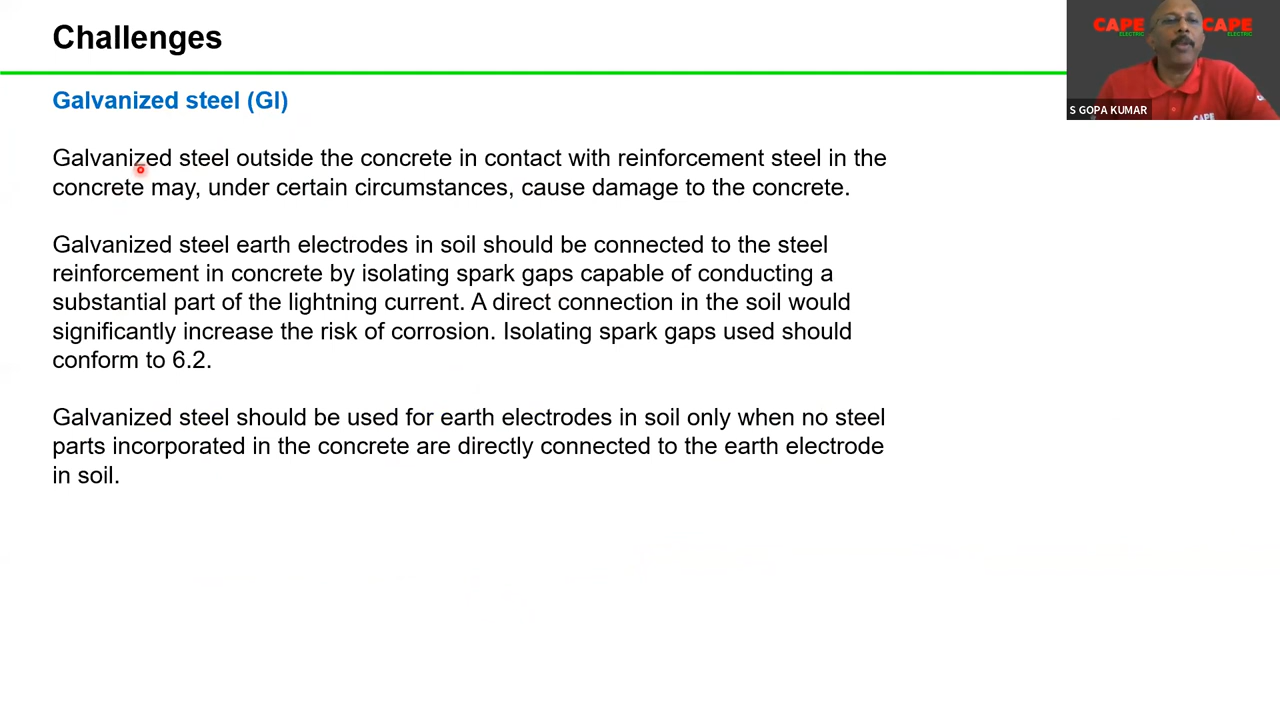 Challenges
CAPE
ELECTRIC
CAPE
ELECTRIC
S GOPA KUMAR
CAPE
Galvanized steel (GI)
Galvanized steel outside the concrete in contact with reinforcement steel in the
concrete may, under certain circumstances, cause damage to the concrete.
Galvanized steel earth electrodes in soil should be connected to the steel
reinforcement in concrete by isolating spark gaps capable of conducting a
substantial part of the lightning current. A direct connection in the soil would
significantly increase the risk of corrosion. Isolating spark gaps used should
conform to 6.2.
Galvanized steel should be used for earth electrodes in soil only when no steel
parts incorporated in the concrete are directly connected to the earth electrode
in soil.